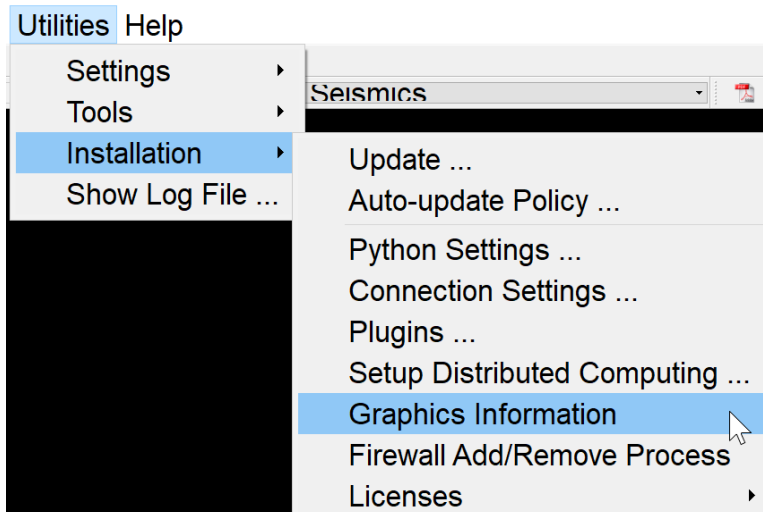 Utilities Help
Settings
Seismics
Tools
Installation
Update ...
Show Log File ...
Auto-update Policy ...
Python Settings ...
Connection Settings ...
Plugins ...
Setup Distributed Computing ...
Graphics Information
Firewall Add/Remove Process
Licenses